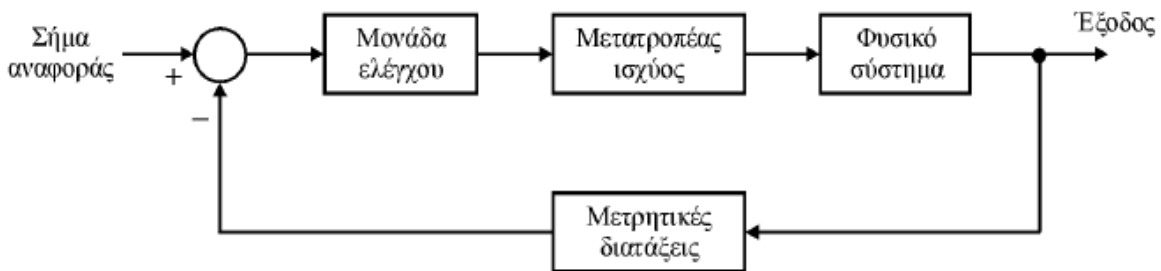 Σήμα
αναφοράς
+
−
Μονάδα
ελέγχου
Μετατροπέας
ισχύος
Φυσικό
σύστημα
Έξοδος
Μετρητικές
διατάξεις